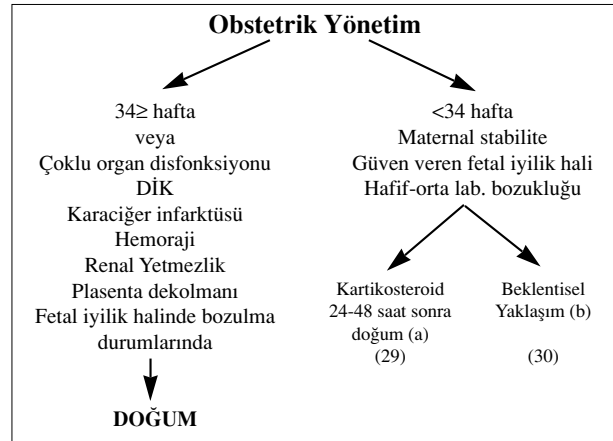 Obstetrik Yönetim
34≥ hafta
veya
Çoklu organ disfonksiyonu
DİK
Karaciğer infarktüsü
Hemoraji
Renal Yetmezlik
Plasenta dekolmanı
Fetal iyilik halinde bozulma
durumlarında
DOĞUM
<34 hafta
Maternal stabilite
Güven veren fetal iyilik hali
Hafif-orta lab. bozukluğu
Kartikosteroid
24-48 saat sonra
doğum (a)
(29)
Beklentisel
Yaklaşım (b)
(30)